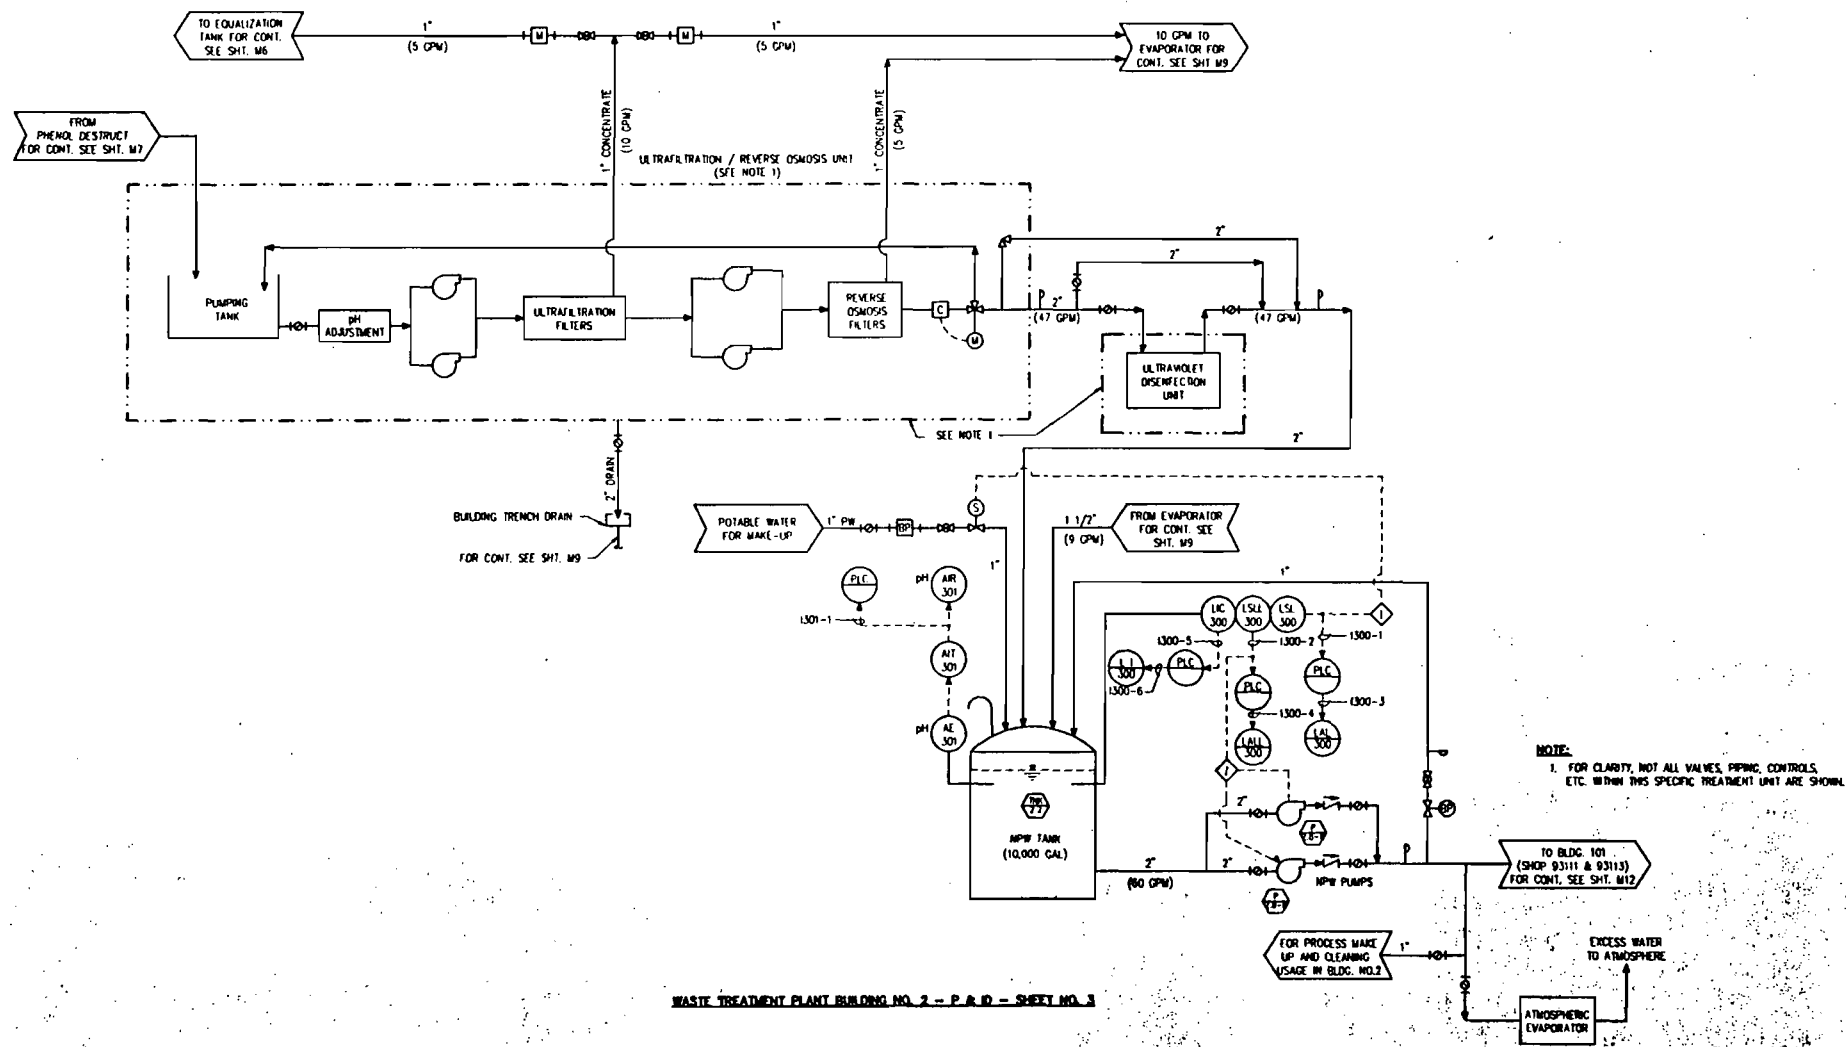 TO EQUALIZATION
TANK FOR CONT.
SEE SHT. M6
1"
(5 GPM)
M
M
1"
(5 GPM)
10 GPM TO
EVAPORATOR FOR
CONT. SEE SHT M9
FROM
PHENOL DESTRUCT
FOR CONT. SEE SHT. M7
1" CONCENTRATE
(10 GPM)
1" CONCENTRATE
(5 GPM)
ULTRAFILTRATION / REVERSE OSMOSIS UNIT
(SEE NOTE 1)
PUMPING
TANK
pH
ADJUSTMENT
ULTRAFILTRATION
FILTERS
REVERSE
OSMOSIS
FILTERS
C
M
2"
2"
2"
(47 GPM)
(47 GPM)
ULTRAVIOLET
DISENFECTION
UNIT
SEE NOTE 1
2"
2" DRAIN
BUILDING TRENCH DRAIN
FOR CONT. SEE SHT. M9
POTABLE WATER
FOR MAKE-UP
1" PW
BP
S
1"
1 1/2"
(9 GPM)
FROM EVAPORATOR
FOR CONT. SEE
SHT. M9
1"
PLC
pH
AIR
301
1301-1
AIT
301
pH
AE
301
LIC
300
LSLL
300
LSL
300
I
1300-5
1300-2
1300-1
L I
300
PLC
1300-6
PLC
PLC
1300-4
1300-3
LALL
300
LAL
300
I
TNK
NPW TANK
(10,000 GAL)
2"
P
2"
(60 GPM)
2"
P
NPW PUMPS
BP
NOTE:
1. FOR CLARITY, NOT ALL VALVES, PIPING, CONTROLS,
ETC. WITHIN THIS SPECIFIC TREATMENT UNIT ARE SHOWN.
TO BLDG. 101
(SHOP 93111 & 93113)
FOR CONT. SEE SHT. M12
FOR PROCESS MAKE
UP AND CLEANING
USAGE IN BLDG. NO.2
1"
EXCESS WATER
TO ATMOSPHERE
ATMOSPHERIC
EVAPORATOR
WASTE TREATMENT PLANT BUILDING NO. 2 - P & ID - SHEET NO. 3